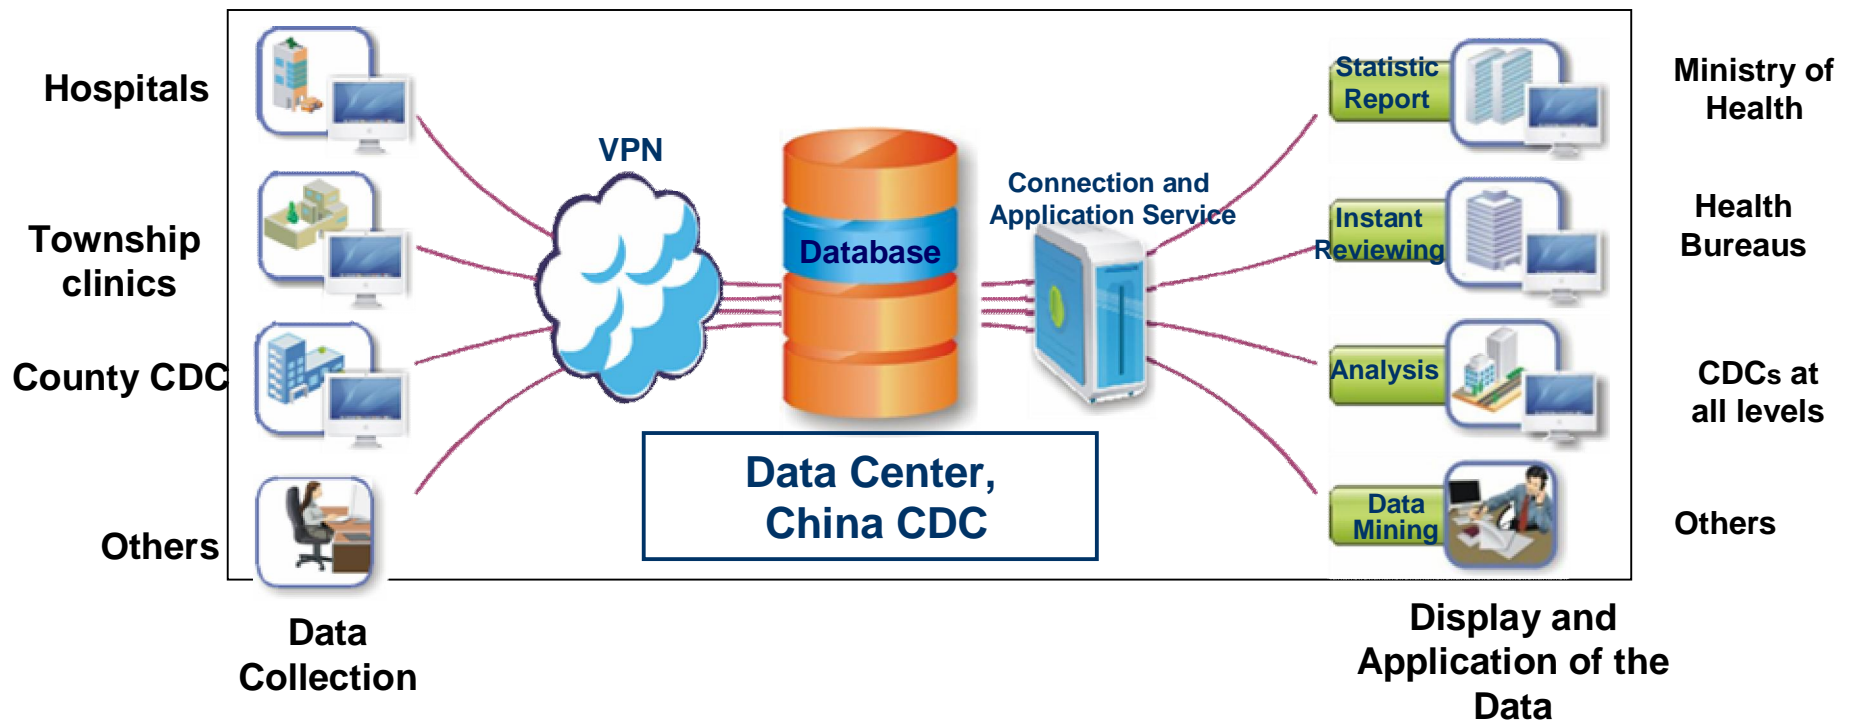 Hospitals
Township
clinics
County CDC
Others
Data
Collection
VPN
Database
Connection and
Application Service
Data Center,
China CDC
Statistic
Report
Instant
Reviewing
Analysis
Data
Mining
Ministry of
Health
Health
Bureaus
CDCs at
all levels
Others
Display and
Application of the
Data